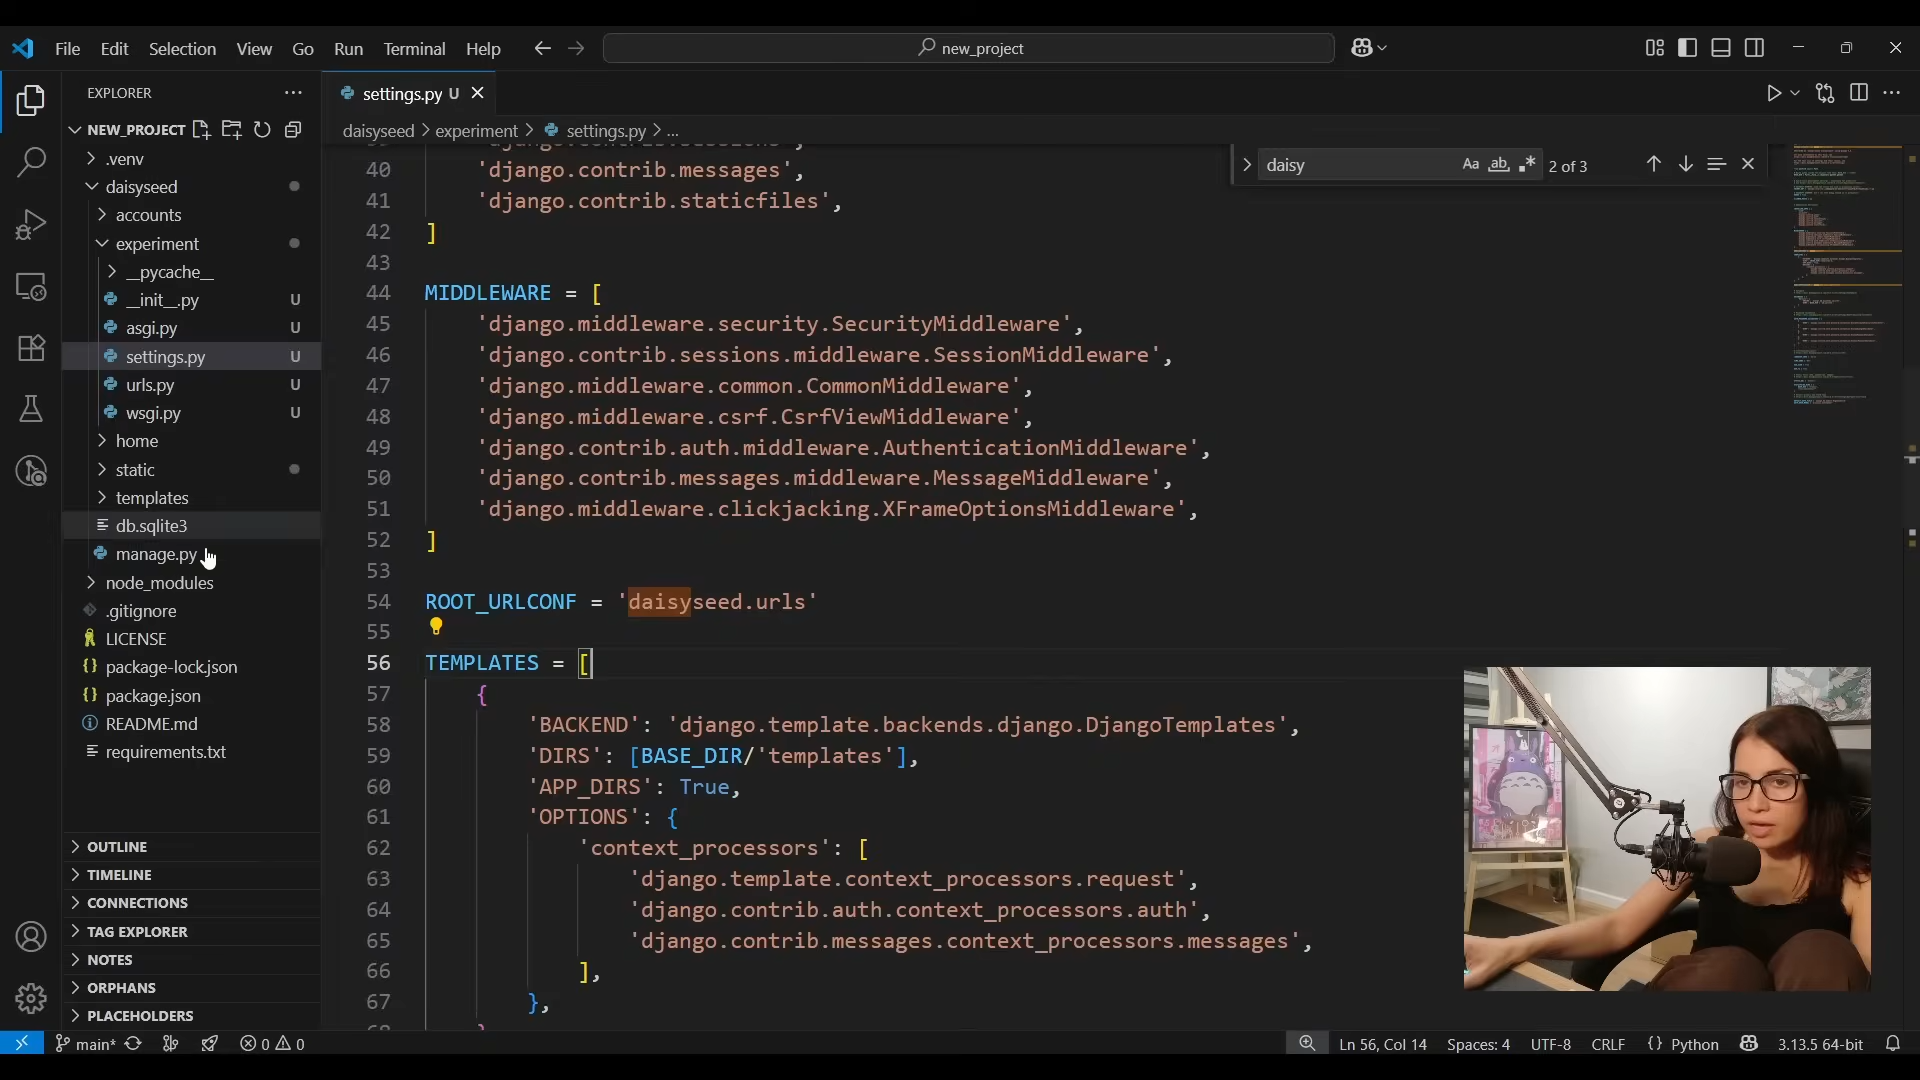 File Edit Selection View Go Run Terminal Help
new_project
EXPLORER
NEW_PROJECT
.venv
daisyseed
accounts
experiment
__pycache__
__init__.py U
asgi.py U
settings.py U
urls.py U
wsgi.py U
home
static
templates
db.sqlite3
manage.py
node_modules
.gitignore
LICENSE
package-lock.json
package.json
README.md
requirements.txt
OUTLINE
TIMELINE
CONNECTIONS
TAG EXPLORER
NOTES
ORPHANS
PLACEHOLDERS
settings.py U
daisyseed > experiment > settings.py > ...
daisy
Aa ab 2 of 3
40 'django.contrib.messages',
41 'django.contrib.staticfiles',
42 ]
43
44 MIDDLEWARE = [
45 'django.middleware.security.SecurityMiddleware',
46 'django.contrib.sessions.middleware.SessionMiddleware',
47 'django.middleware.common.CommonMiddleware',
48 'django.middleware.csrf.CsrfViewMiddleware',
49 'django.contrib.auth.middleware.AuthenticationMiddleware',
50 'django.contrib.messages.middleware.MessageMiddleware',
51 'django.middleware.clickjacking.XFrameOptionsMiddleware',
52 ]
53
54 ROOT_URLCONF = 'daisyseed.urls'
55
56 TEMPLATES = [
57 {
58 'BACKEND': 'django.template.backends.django.DjangoTemplates',
59 'DIRS': [BASE_DIR/'templates'],
60 'APP_DIRS': True,
61 'OPTIONS': {
62 'context_processors': [
63 'django.template.context_processors.request',
64 'django.contrib.auth.context_processors.auth',
65 'django.contrib.messages.context_processors.messages',
66 ],
67 },
main* 0 0
Ln 56, Col 14 Spaces: 4 UTF-8 CRLF {} Python 3.13.5 64-bit